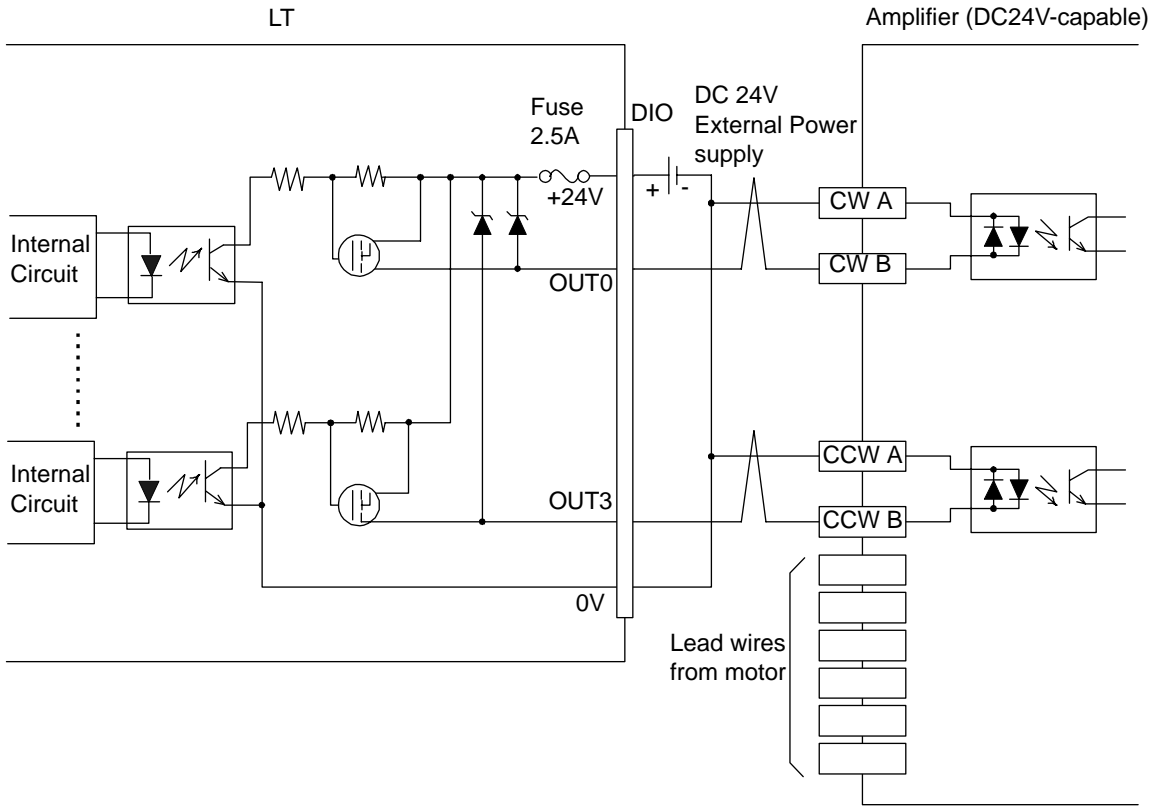 LT
Amplifier (DC24V-capable)
Fuse
2.5A
DIO
DC 24V
External Power
supply
+24V
+
-
CW A
Internal
Circuit
CW B
OUT0
CCW A
Internal
Circuit
OUT3
CCW B
0V
Lead wires
from motor